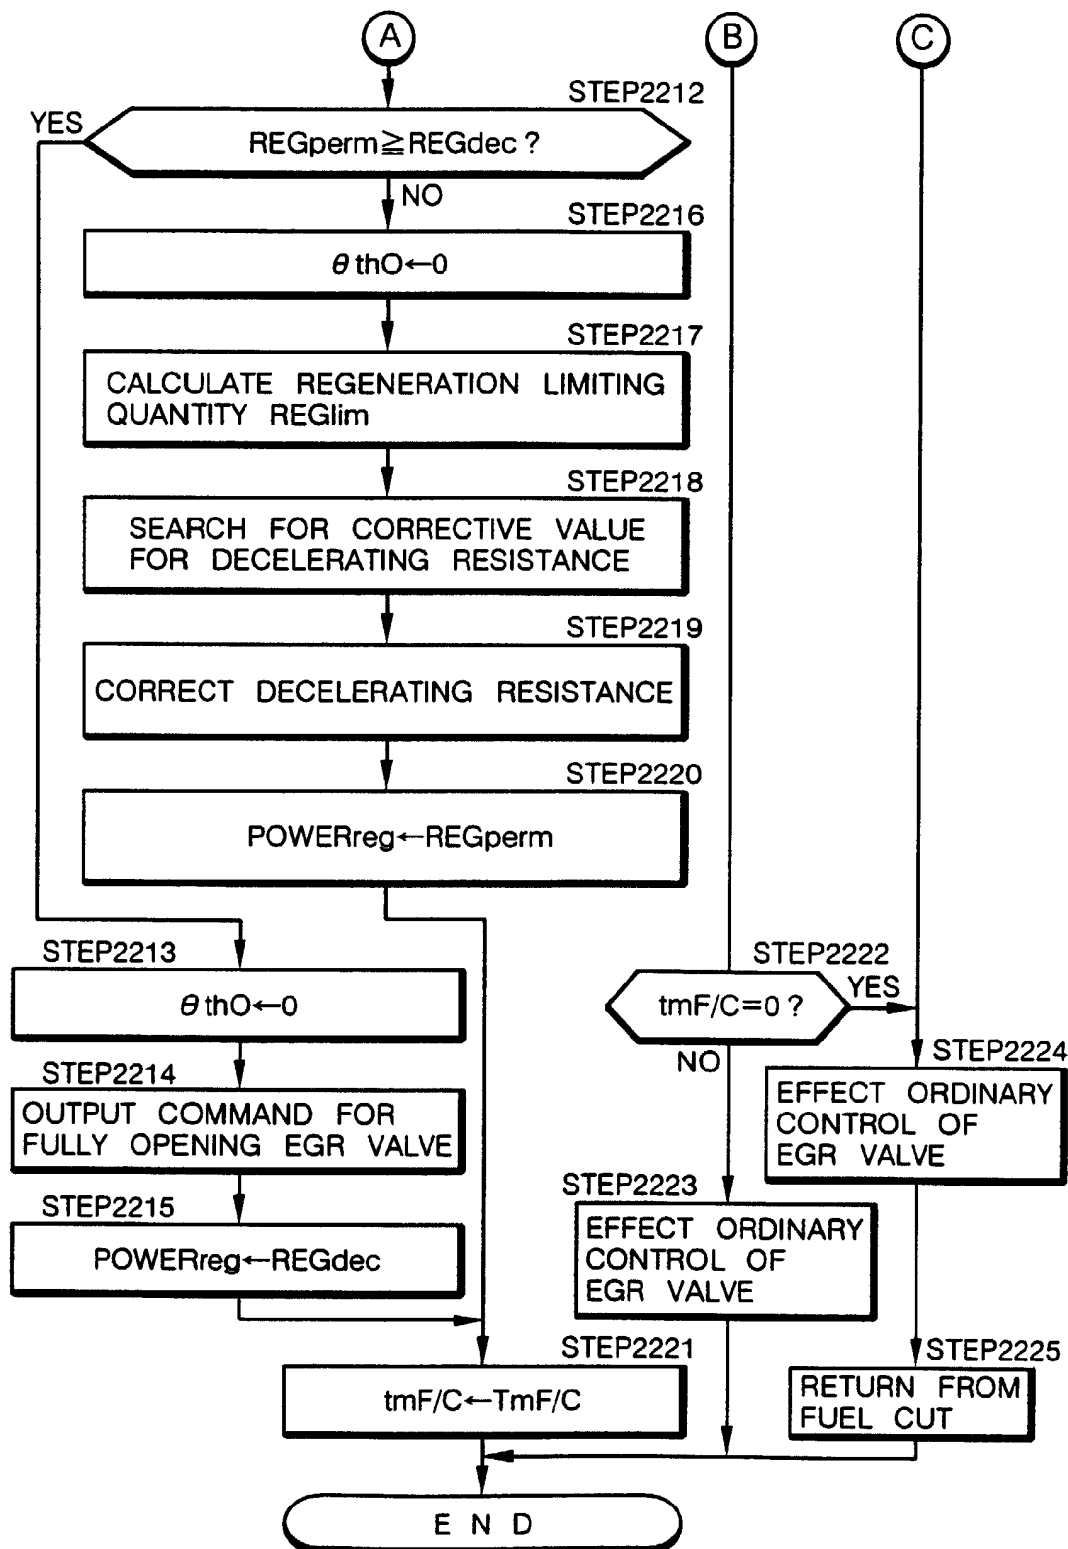 A
B
C
STEP2212
YES
REGperm≧REGdec ?
NO
STEP2216
θ thO←0
STEP2217
CALCULATE REGENERATION LIMITING
QUANTITY REGlim
STEP2218
SEARCH FOR CORRECTIVE VALUE
FOR DECELERATING RESISTANCE
STEP2219
CORRECT DECELERATING RESISTANCE
STEP2220
POWERreg←REGperm
STEP2213
θ thO←0
STEP2214
OUTPUT COMMAND FOR
FULLY OPENING EGR VALVE
STEP2215
POWERreg←REGdec
STEP2222
tmF/C=0 ?
YES
NO
STEP2224
EFFECT ORDINARY
CONTROL OF
EGR VALVE
STEP2223
EFFECT ORDINARY
CONTROL OF
EGR VALVE
STEP2221
tmF/C←TmF/C
STEP2225
RETURN FROM
FUEL CUT
E N D